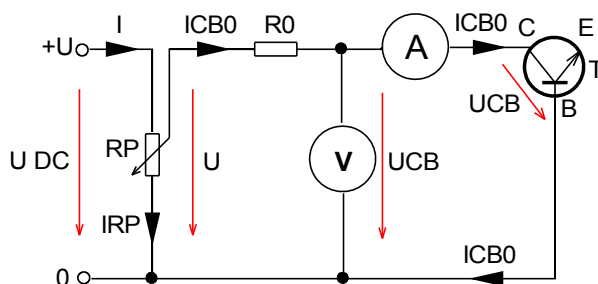 I ICB0 R0 ICB0 C E
+U A T
UCB B
U DC RP U V UCB
IRP
0 ICB0